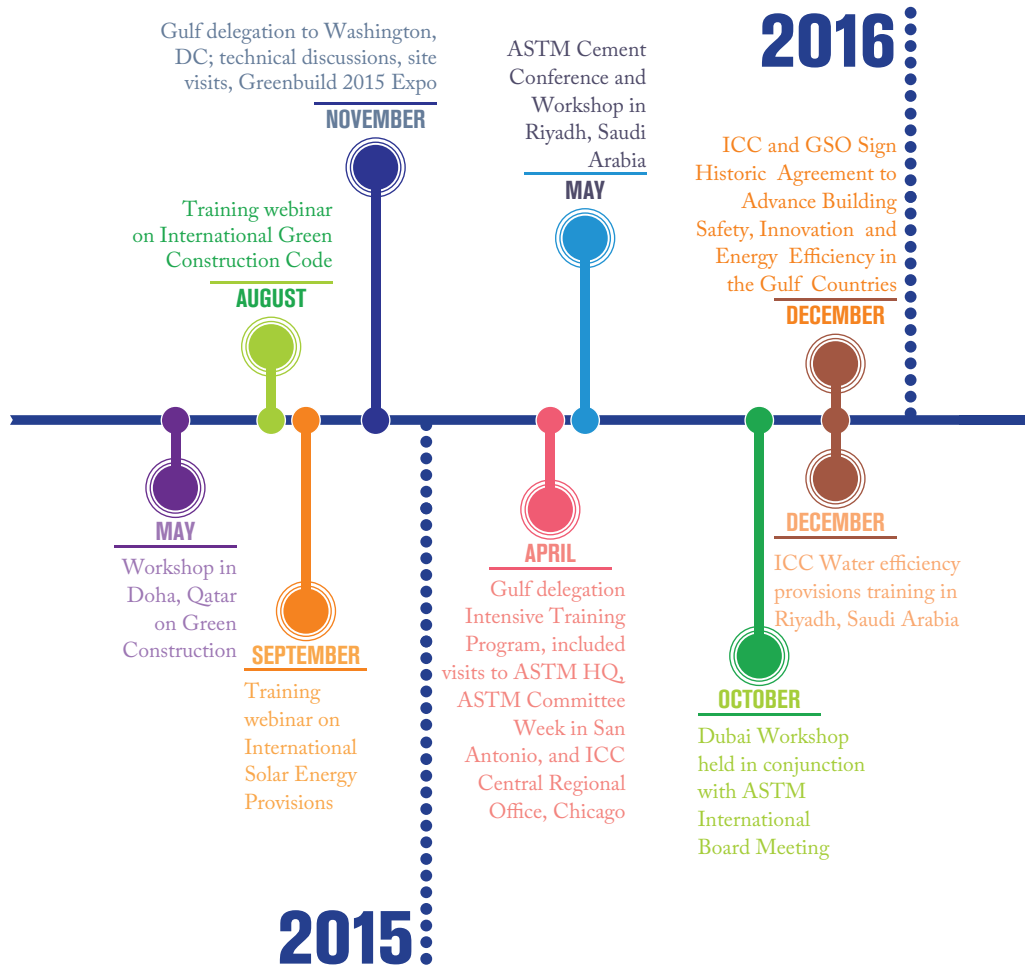 Gulf delegation to Washington,
DC; technical discussions, site
visits, Greenbuild 2015 Expo
NOVEMBER
ASTM Cement
Conference and
Workshop in
Riyadh, Saudi
Arabia
MAY
2016
ICC and GSO Sign
Historic Agreement to
Advance Building
Safety, Innovation and
Energy Efficiency in
the Gulf Countries
DECEMBER
Training webinar
on International Green
Construction Code
AUGUST
MAY
Workshop in
Doha, Qatar
on Green
Construction
SEPTEMBER
Training
webinar on
International
Solar Energy
Provisions
APRIL
Gulf delegation
Intensive Training
Program, included
visits to ASTM HQ,
ASTM Committee
Week in San
Antonio, and ICC
Central Regional
Office, Chicago
OCTOBER
Dubai Workshop
held in conjunction
with ASTM
International
Board Meeting
DECEMBER
ICC Water efficiency
provisions training in
Riyadh, Saudi Arabia
2015